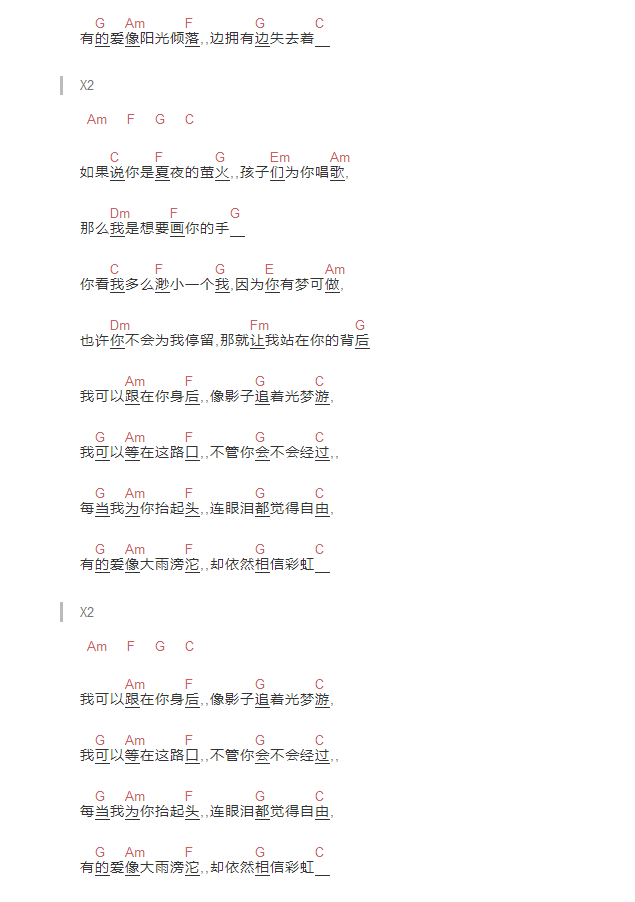 G Am F G C
有的爱像阳光倾落,,边拥有边失去着__
X2
Am F G C
C F G Em Am
如果说你是夏夜的萤火,,孩子们为你唱歌,
Dm F G
那么我是想要画你的手__
C F G E Am
你看我多么渺小一个我,因为你有梦可做,
Dm Fm G
也许你不会为我停留,那就让我站在你的背后
Am F G C
我可以跟在你身后,,像影子追着光梦游,
G Am F G C
我可以等在这路口,,不管你会不会经过,,
G Am F G C
每当我为你抬起头,,连眼泪都觉得自由,
G Am F G C
有的爱像大雨滂沱,,却依然相信彩虹__
X2
Am F G C
Am F G C
我可以跟在你身后,,像影子追着光梦游,
G Am F G C
我可以等在这路口,,不管你会不会经过,,
G Am F G C
每当我为你抬起头,,连眼泪都觉得自由,
G Am F G C
有的爱像大雨滂沱,,却依然相信彩虹__